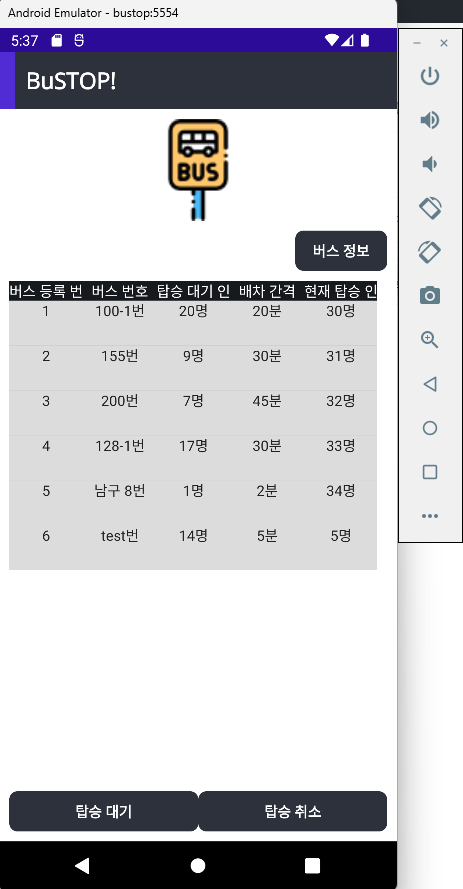 Android Emulator - bustop:5554
5:37
BuSTOP!
BUS
버스 정보
버스 등록 번 버스 번호 탑승 대기 인 배차 간격 현재 탑승 인
1 100-1번 20명 20분 30명
2 155번 9명 30분 31명
3 200번 7명 45분 32명
4 128-1번 17명 30분 33명
5 남구 8번 1명 2분 34명
6 test번 14명 5분 5명
탑승 대기 탑승 취소